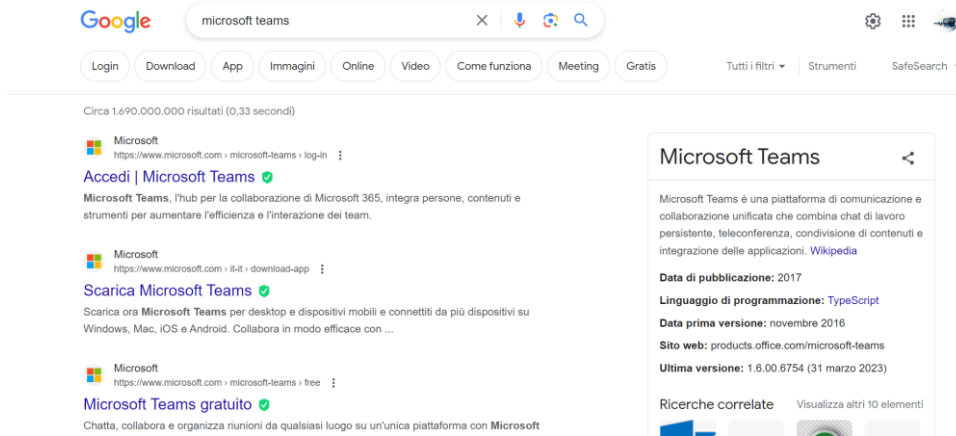 Google
microsoft teams
Login
Download
App
Immagini
Online
Video
Come funziona
Meeting
Gratis
Tutti i filtri
Strumenti
SafeSearch
Circa 1.690.000.000 risultati (0,33 secondi)
Microsoft
https://www.microsoft.com › microsoft-teams › log-in
Accedi | Microsoft Teams
Microsoft Teams, l'hub per la collaborazione di Microsoft 365, integra persone, contenuti e
strumenti per aumentare l'efficienza e l'interazione dei team.
Microsoft
https://www.microsoft.com › it-it › download-app
Scarica Microsoft Teams
Scarica ora Microsoft Teams per desktop e dispositivi mobili e connettiti da più dispositivi su
Windows, Mac, iOS e Android. Collabora in modo efficace con ...
Microsoft
https://www.microsoft.com › microsoft-teams › free
Microsoft Teams gratuito
Chatta, collabora e organizza riunioni da qualsiasi luogo su un'unica piattaforma con Microsoft
Microsoft Teams
Microsoft Teams è una piattaforma di comunicazione e
collaborazione unificata che combina chat di lavoro
persistente, teleconferenza, condivisione di contenuti e
integrazione delle applicazioni. Wikipedia
Data di pubblicazione: 2017
Linguaggio di programmazione: TypeScript
Data prima versione: novembre 2016
Sito web: products.office.com/microsoft-teams
Ultima versione: 1.6.00.6754 (31 marzo 2023)
Ricerche correlate
Visualizza altri 10 elementi